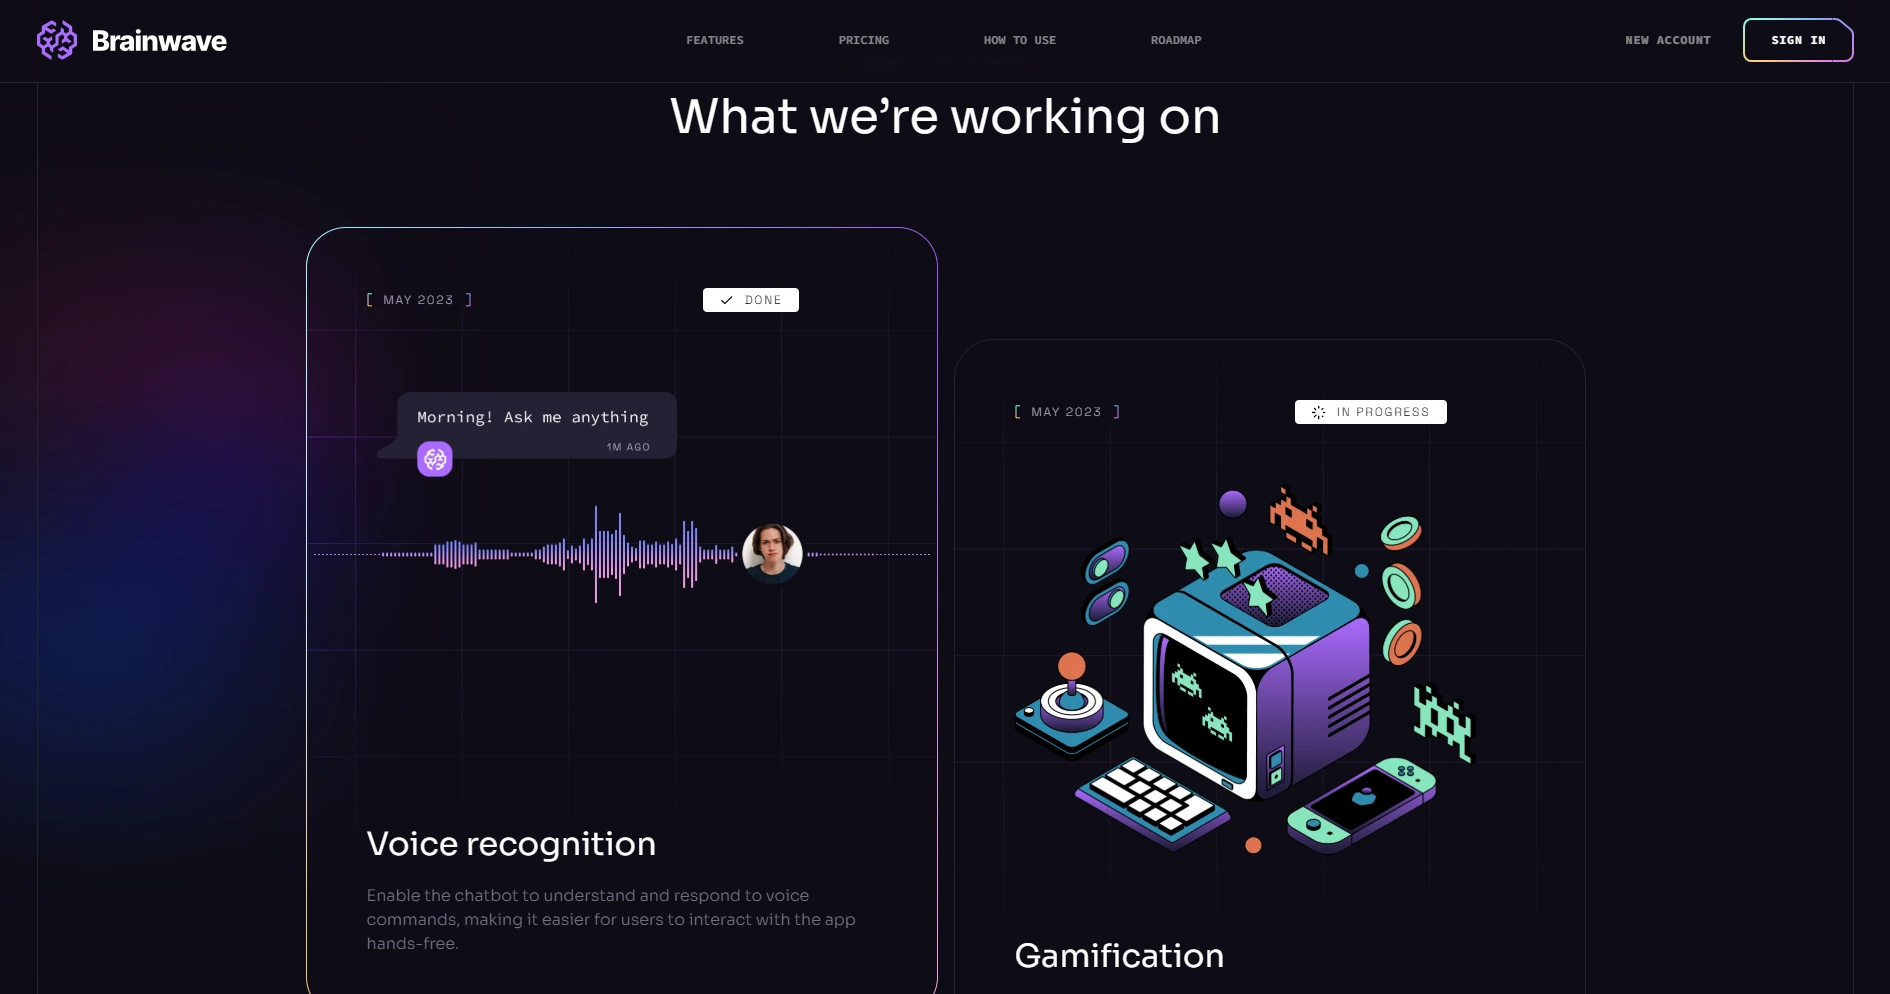 Brainwave
FEATURES
PRICING
HOW TO USE
ROADMAP
NEW ACCOUNT
SIGN IN
What we’re working on
[ MAY 2023 ]
DONE
Morning! Ask me anything
1M AGO
Voice recognition
Enable the chatbot to understand and respond to voice
commands, making it easier for users to interact with the app
hands-free.
[ MAY 2023 ]
IN PROGRESS
Gamification